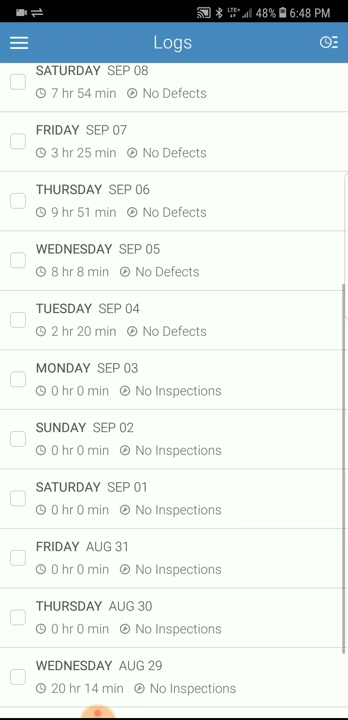 LTE+ 48% 6:48 PM
Logs
SATURDAY SEP 08
7 hr 54 min No Defects
FRIDAY SEP 07
3 hr 25 min No Defects
THURSDAY SEP 06
9 hr 51 min No Defects
WEDNESDAY SEP 05
8 hr 8 min No Defects
TUESDAY SEP 04
2 hr 20 min No Defects
MONDAY SEP 03
0 hr 0 min No Inspections
SUNDAY SEP 02
0 hr 0 min No Inspections
SATURDAY SEP 01
0 hr 0 min No Inspections
FRIDAY AUG 31
0 hr 0 min No Inspections
THURSDAY AUG 30
0 hr 0 min No Inspections
WEDNESDAY AUG 29
20 hr 14 min No Inspections